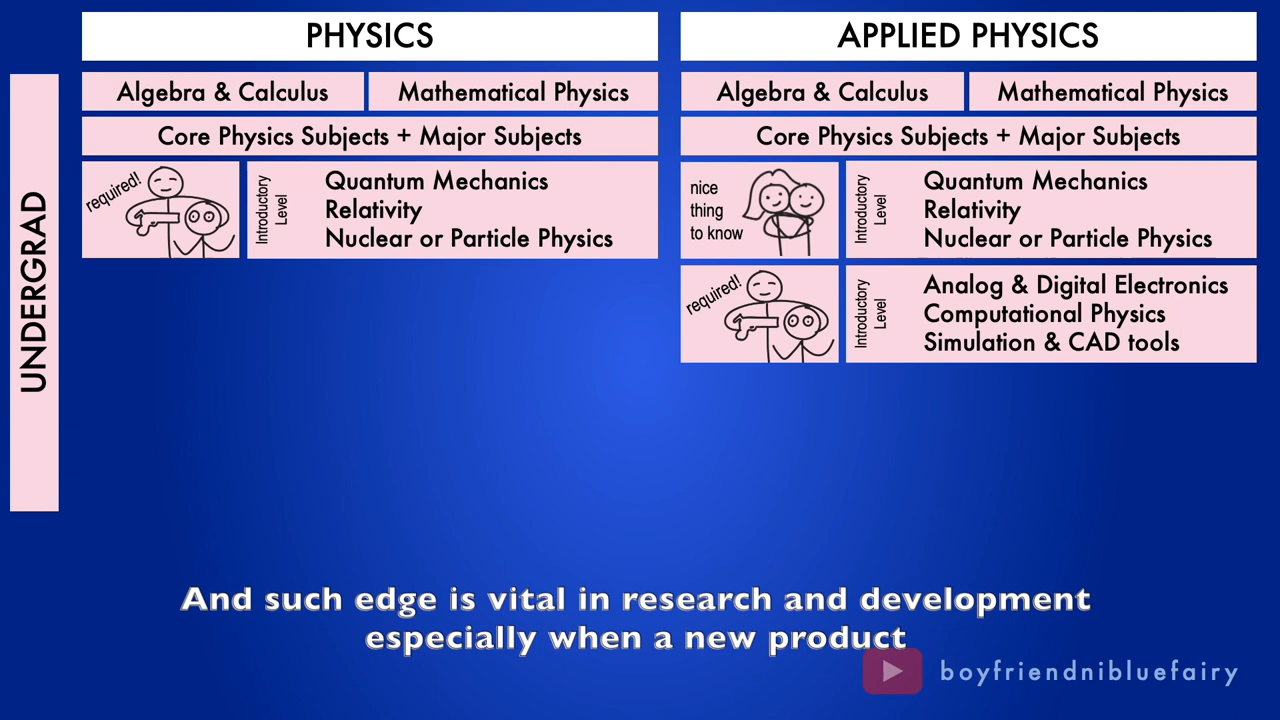 PHYSICS
APPLIED PHYSICS
UNDERGRAD
Algebra & Calculus
Mathematical Physics
Core Physics Subjects + Major Subjects
required!
Introductory
Level
Quantum Mechanics
Relativity
Nuclear or Particle Physics
Algebra & Calculus
Mathematical Physics
Core Physics Subjects + Major Subjects
nice
thing
to know
Introductory
Level
Quantum Mechanics
Relativity
Nuclear or Particle Physics
required!
Introductory
Level
Analog & Digital Electronics
Computational Physics
Simulation & CAD tools
And such edge is vital in research and development
especially when a new product
boyfriendnibluefairy